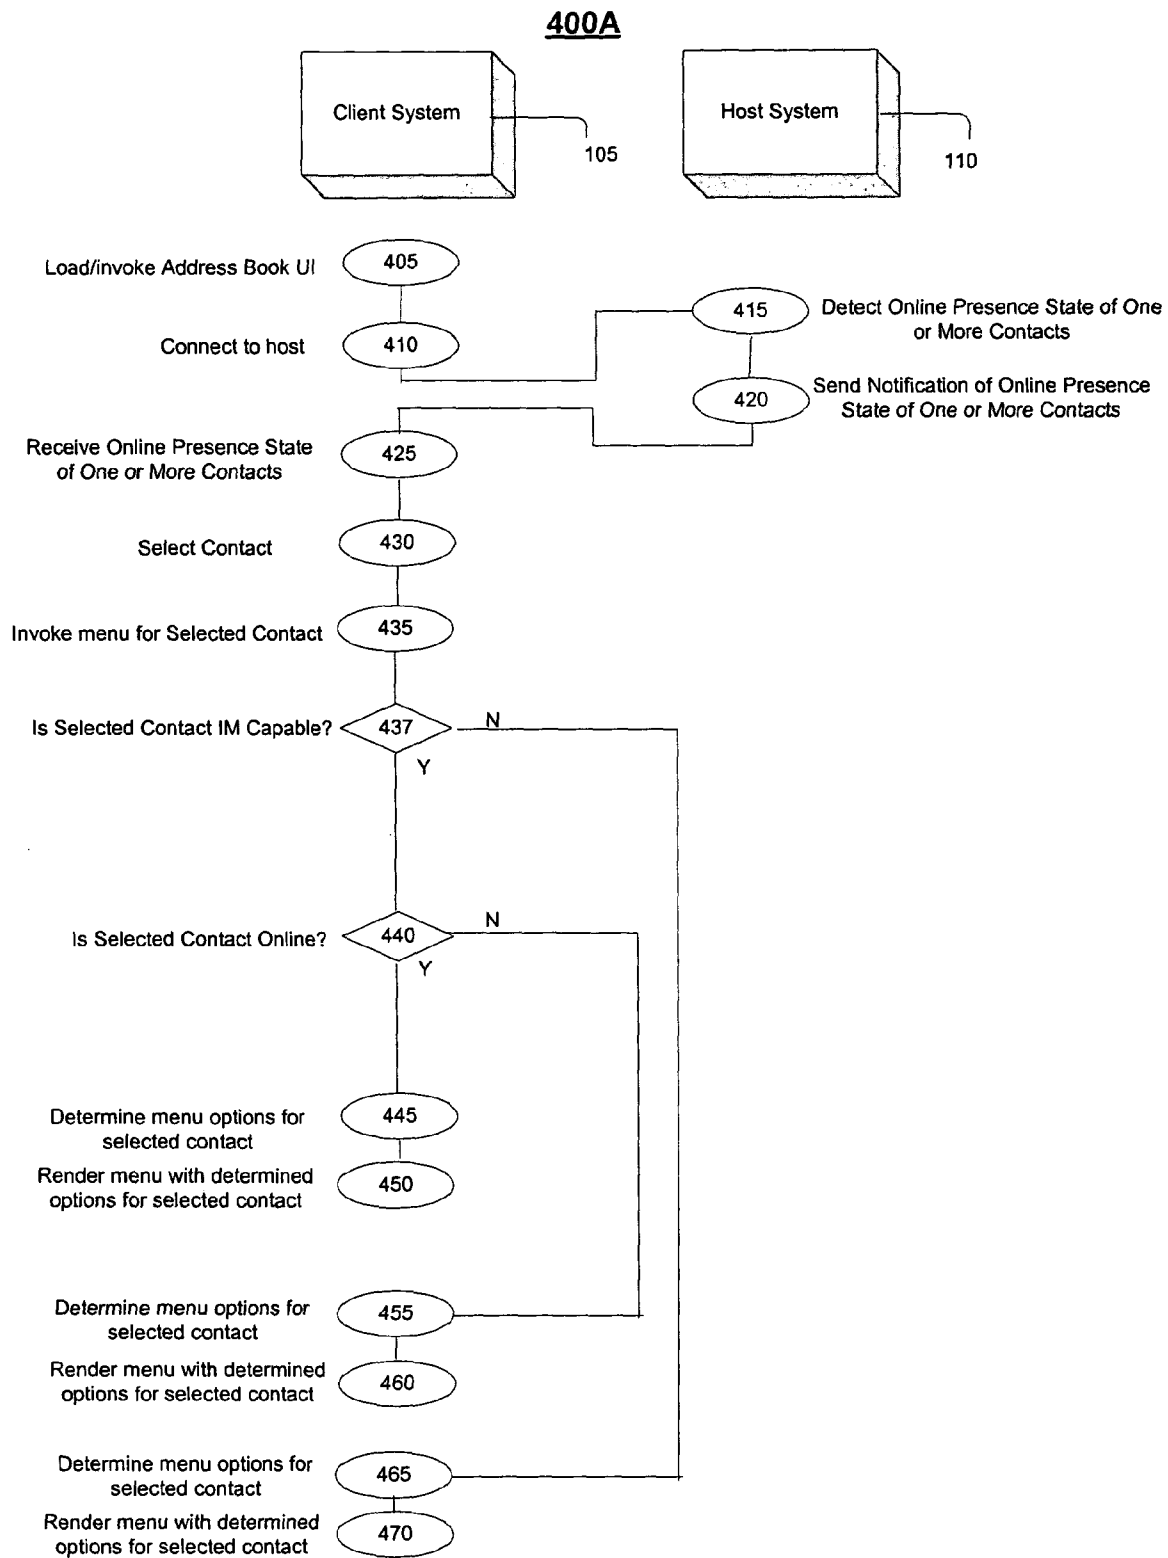 400A
Client System
105
Host System
110
Load/invoke Address Book UI
405
Connect to host
410
415
Detect Online Presence State of One
or More Contacts
420
Send Notification of Online Presence
State of One or More Contacts
Receive Online Presence State
of One or More Contacts
425
Select Contact
430
Invoke menu for Selected Contact
435
Is Selected Contact IM Capable?
437
N
Y
Is Selected Contact Online?
440
N
Y
Determine menu options for
selected contact
445
Render menu with determined
options for selected contact
450
Determine menu options for
selected contact
455
Render menu with determined
options for selected contact
460
Determine menu options for
selected contact
465
Render menu with determined
options for selected contact
470